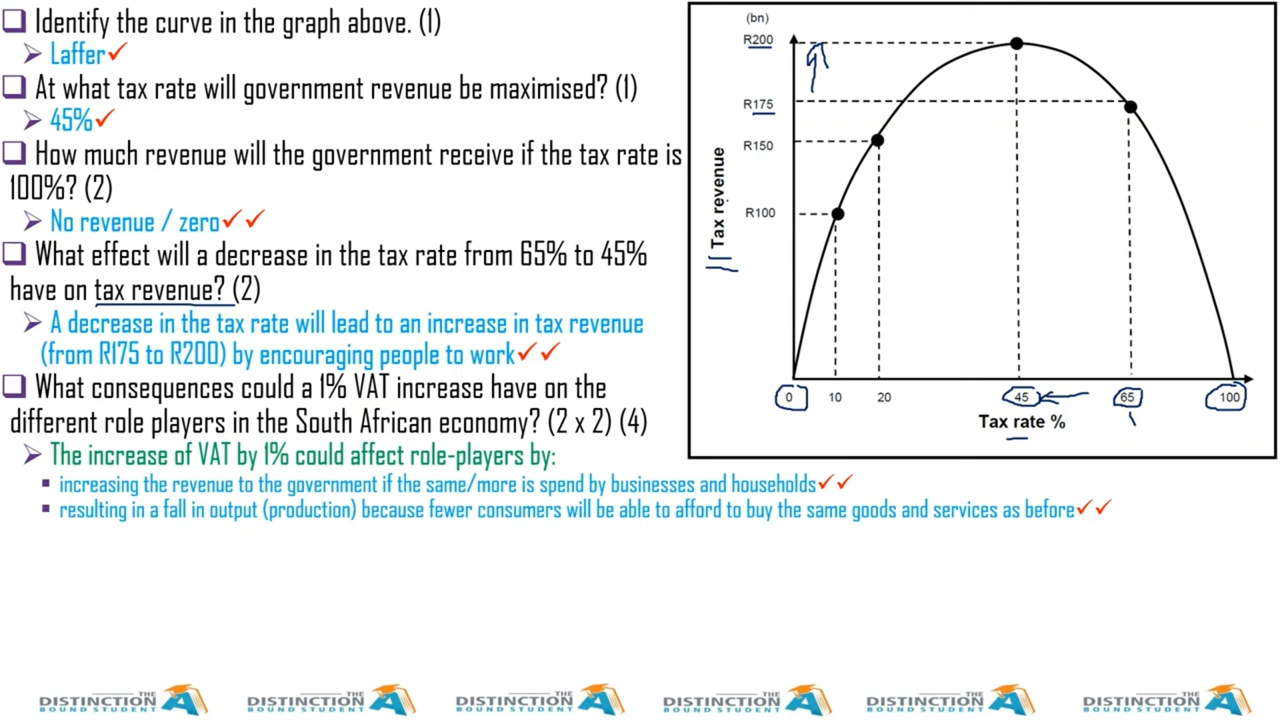 Identify the curve in the graph above. (1)
Laffer✓
At what tax rate will government revenue be maximised? (1)
45%✓
How much revenue will the government receive if the tax rate is
100%? (2)
No revenue / zero✓✓
What effect will a decrease in the tax rate from 65% to 45%
have on tax revenue? (2)
A decrease in the tax rate will lead to an increase in tax revenue
(from R175 to R200) by encouraging people to work✓✓
What consequences could a 1% VAT increase have on the
different role players in the South African economy? (2 x 2) (4)
The increase of VAT by 1% could affect role-players by:
increasing the revenue to the government if the same/more is spend by businesses and households✓✓
resulting in a fall in output (production) because fewer consumers will be able to afford to buy the same goods and services as before✓✓
(bn)
R200
R175
R150
R100
Tax revenue
0 10 20 45 65 100
Tax rate %
THE
DISTINCTION
BOUND STUDENT
THE
DISTINCTION
BOUND STUDENT
THE
DISTINCTION
BOUND STUDENT
THE
DISTINCTION
BOUND STUDENT
THE
DISTINCTION
BOUND STUDENT
THE
DISTINCTION
BOUND STUDENT